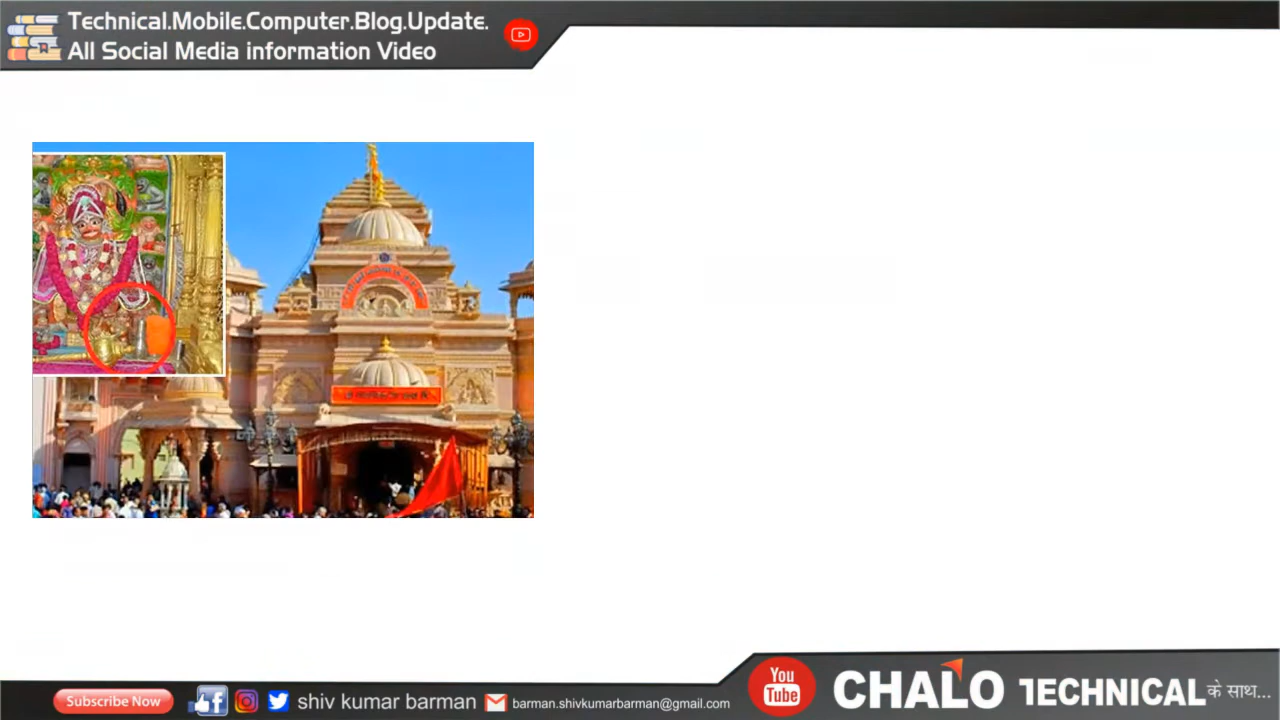 Technical.Mobile.Computer.Blog.Update.
All Social Media information Video
Subscribe Now
shiv kumar barman
barman.shivkumarbarman@gmail.com
You
Tube
CHALO TECHNICAL के साथ...